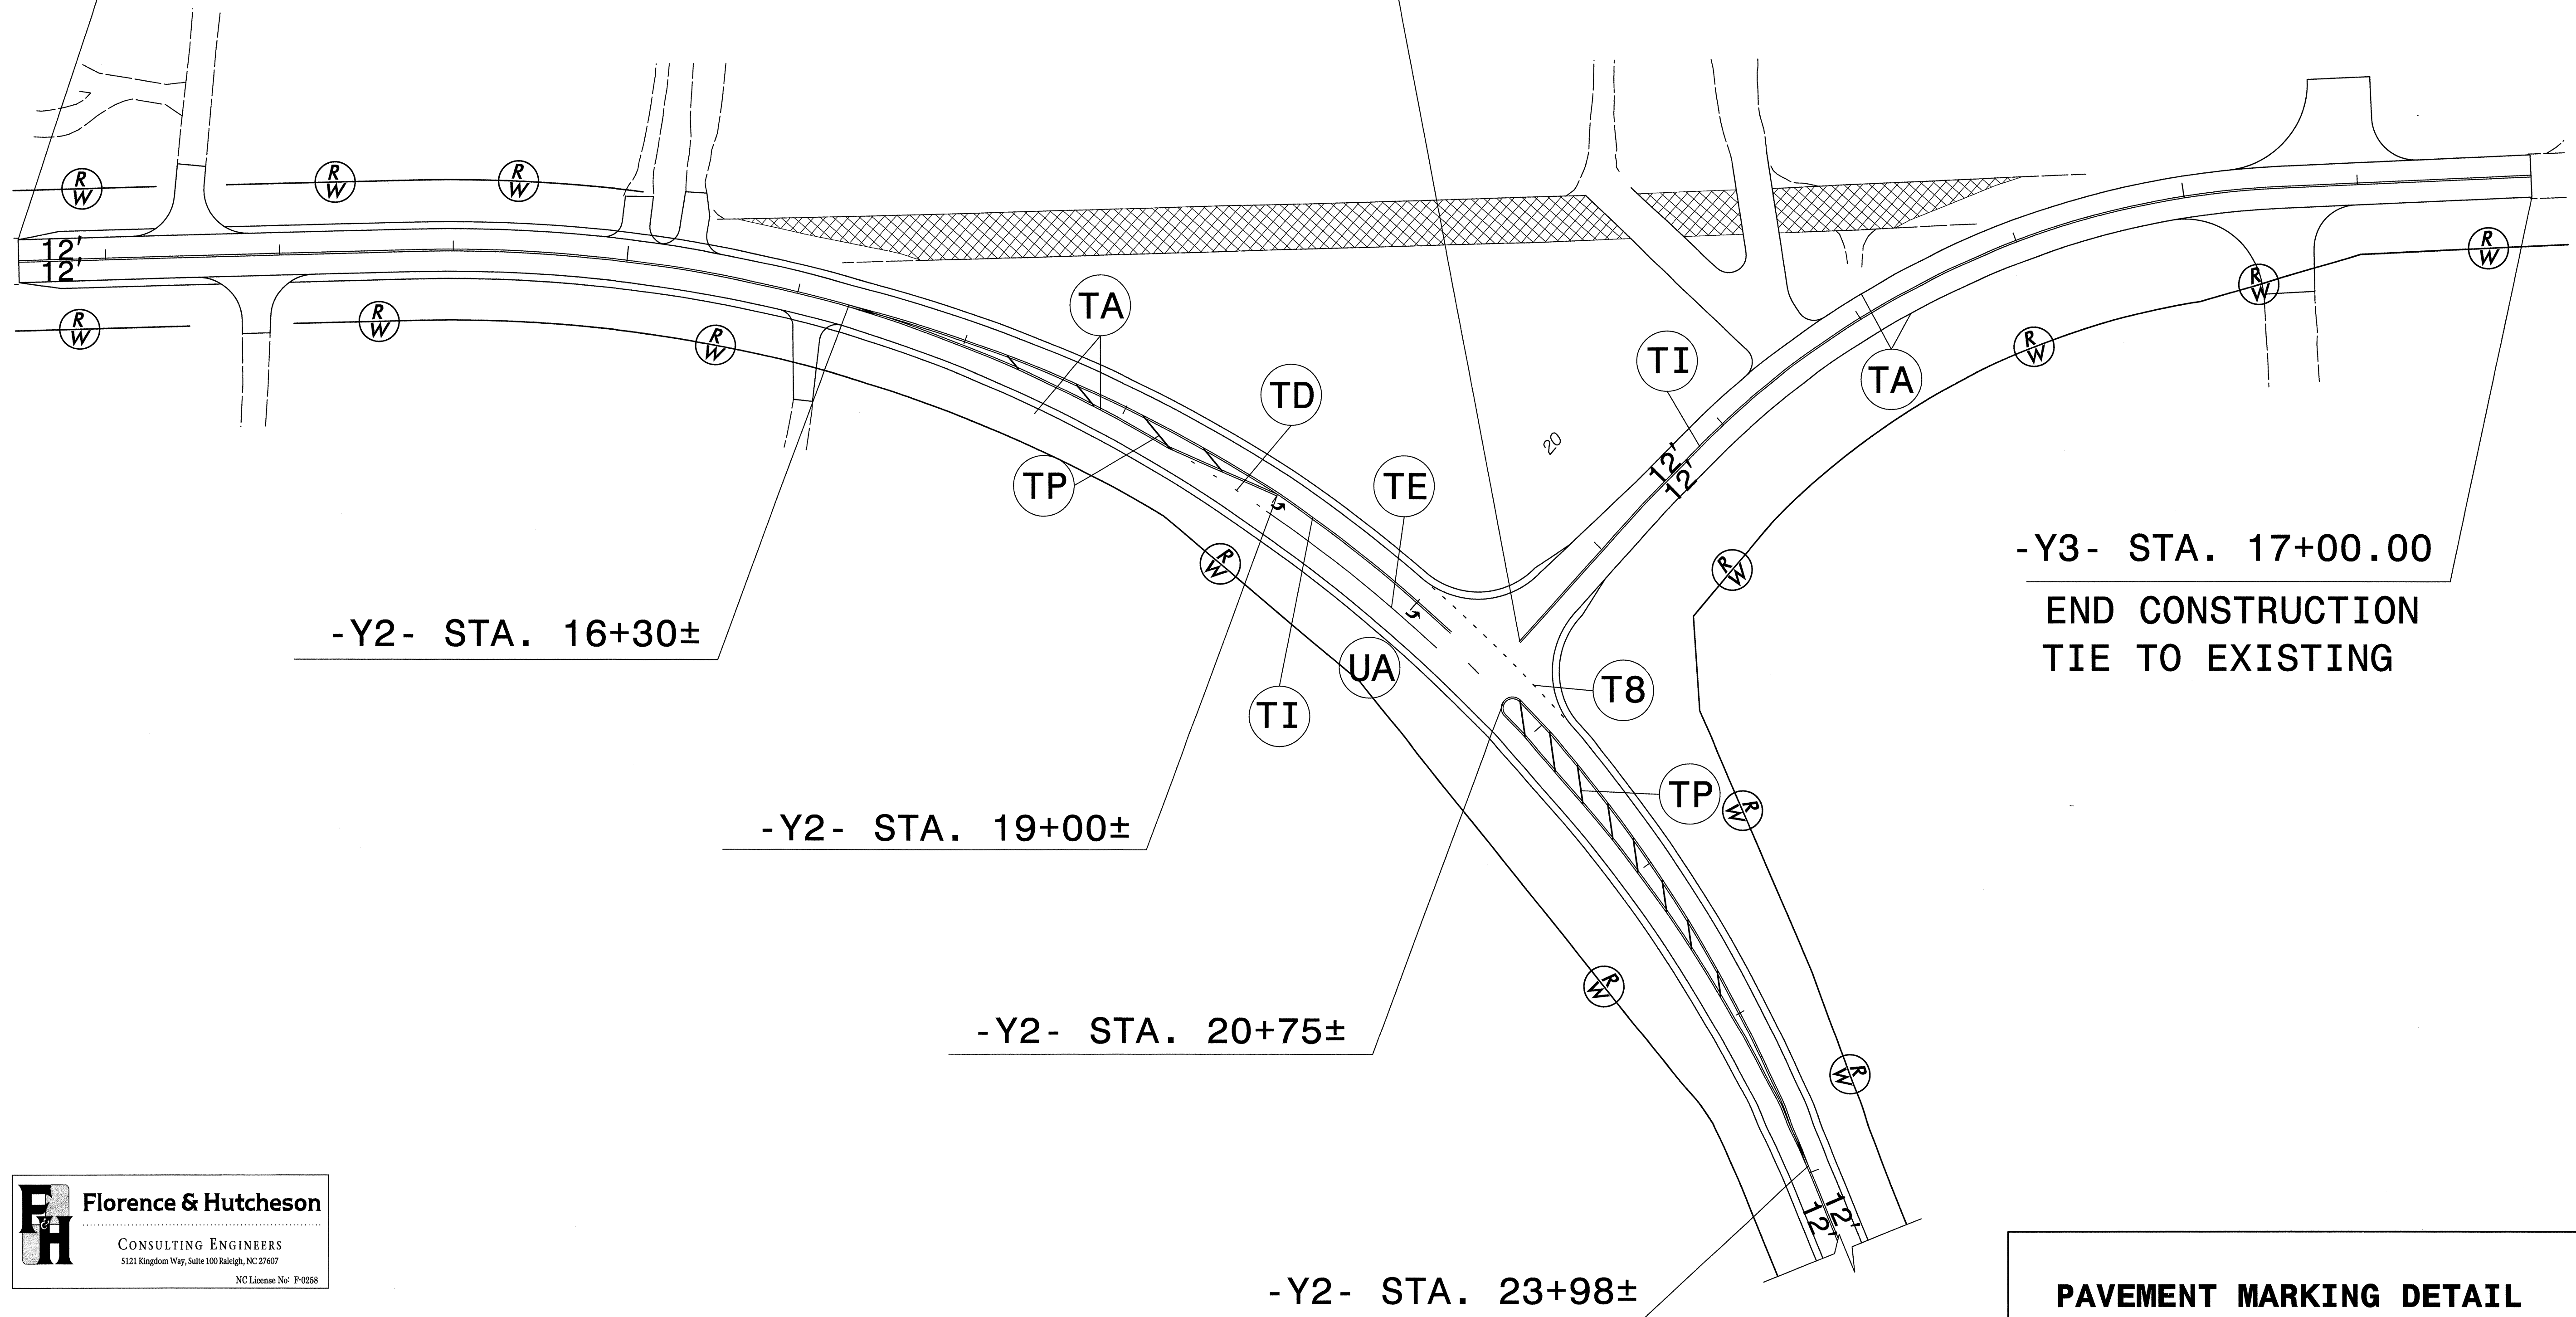 R
W
R
W
R
W
12'
12'
R
W
R
W
R
W
R
W
R
W
R
W
TA
TI
TA
TD
TP
TE
20
12'
12'
R
W
R
W
-Y3- STA. 17+00.00
END CONSTRUCTION
TIE TO EXISTING
-Y2- STA. 16+30±
UA
TI
T8
TP
R
W
-Y2- STA. 19+00±
R
W
-Y2- STA. 20+75±
R
W
12'
12'
F&H
Florence & Hutcheson
CONSULTING ENGINEERS
5121 Kingdom Way, Suite 100 Raleigh, NC 27607
NC License No: F-0258
-Y2- STA. 23+98±
PAVEMENT MARKING DETAIL